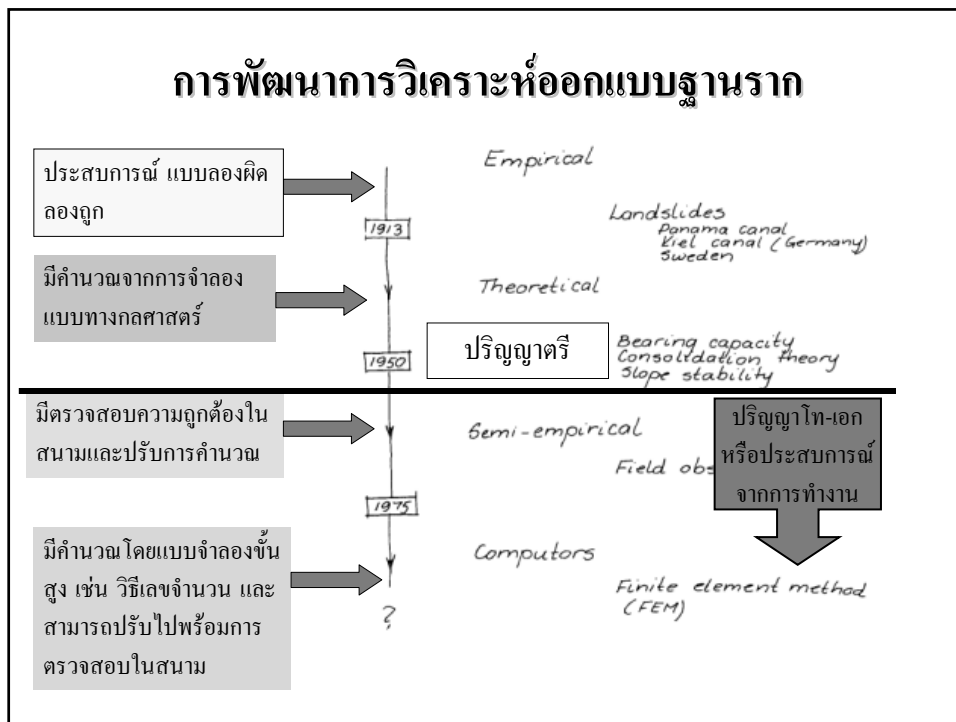 การพัฒนาการวิเคราะห์ออกแบบฐานราก
ประสบการณ์ แบบลองผิด
ลองถูก
Empirical
1913
Landslides
Panama canal
Kiel canal (Germany)
Sweden
มีคำนวณจากการจำลอง
แบบทางกลศาสตร์
Theoretical
ปริญญาตรี
1950
Bearing capacity
Consolidation theory
Slope stability
มีตรวจสอบความถูกต้องใน
สนามและปรับการคำนวณ
Semi-empirical
Field obs
ปริญญาโท-เอก
หรือประสบการณ์
จากการทำงาน
1975
มีคำนวณโดยแบบจำลองขั้น
สูง เช่น วิธีเลขจำนวน และ
สามารถปรับไปพร้อมการ
ตรวจสอบในสนาม
Computors
Finite element method
(FEM)
?